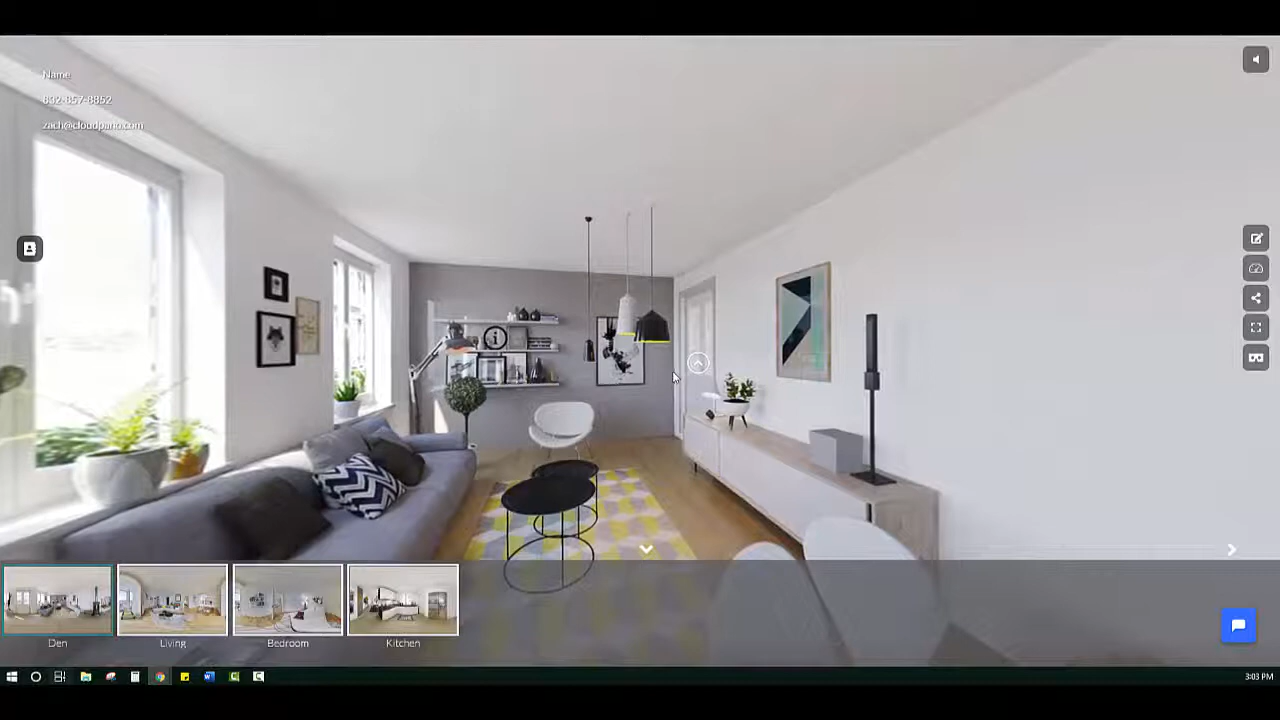 Name
832-857-8852
zach@cloudpano.com
Den
Living
Bedroom
Kitchen
3:03 PM